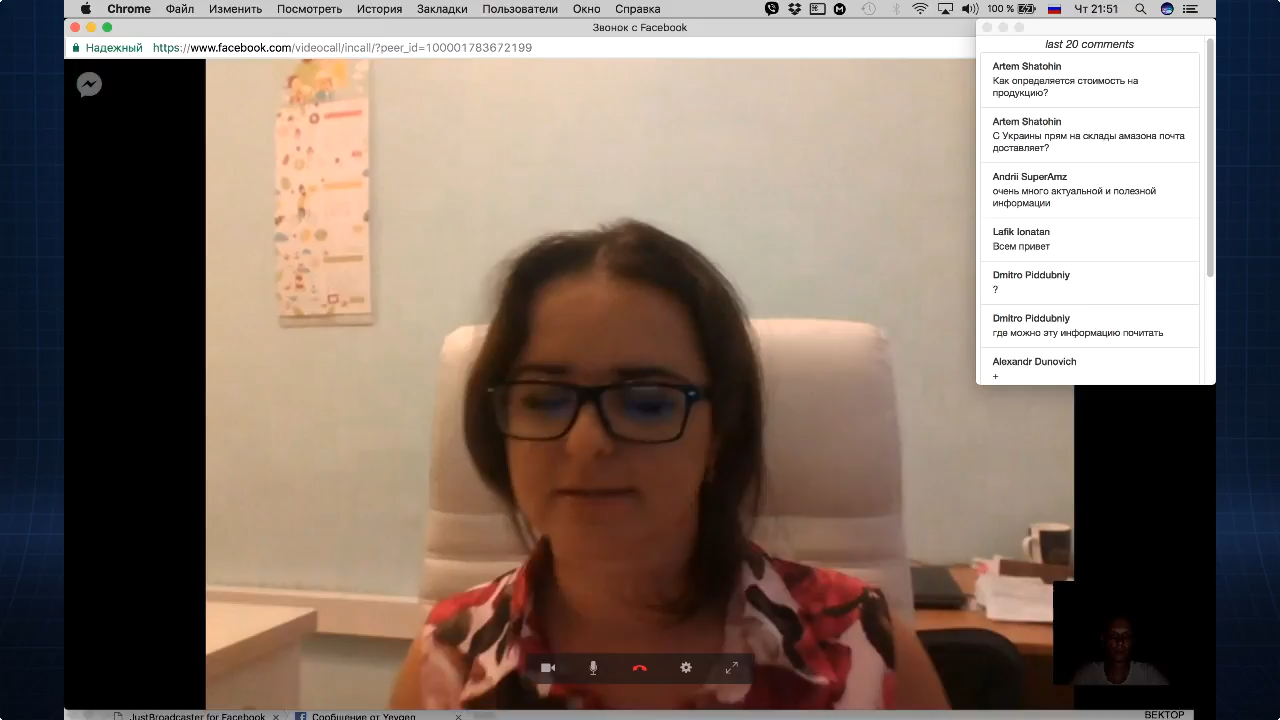 Chrome Файл Изменить Посмотреть История Закладки Пользователи Окно Справка 100 % Чт 21:51
Звонок с Facebook
Надежный https://www.facebook.com/videocall/incall/?peer_id=100001783672199
last 20 comments
Artem Shatohin
Как определяется стоимость на
продукцию?
Artem Shatohin
С Украины прям на склады амазона почта
доставляет?
Andrii SuperAmz
очень много актуальной и полезной
информации
Lafik Ionatan
Всем привет
Dmitro Piddubniy
?
Dmitro Piddubniy
где можно эту информацию почитать
Alexandr Dunovich
+
JustBroadcaster for Facebook Сообщение от Yevgen ВЕКТОР